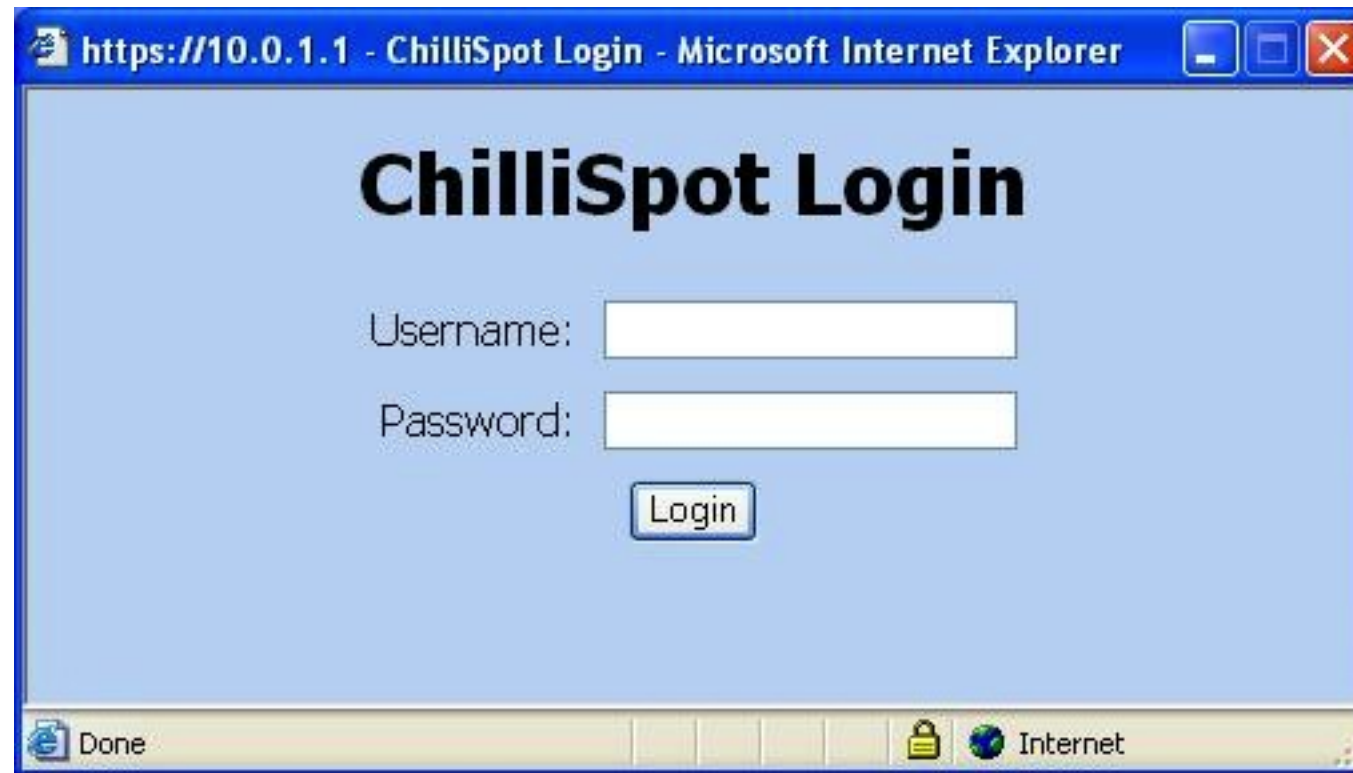 https://10.0.1.1 - ChilliSpot Login - Microsoft Internet Explorer
ChilliSpot Login
Username:
Password:
Login
Done Internet